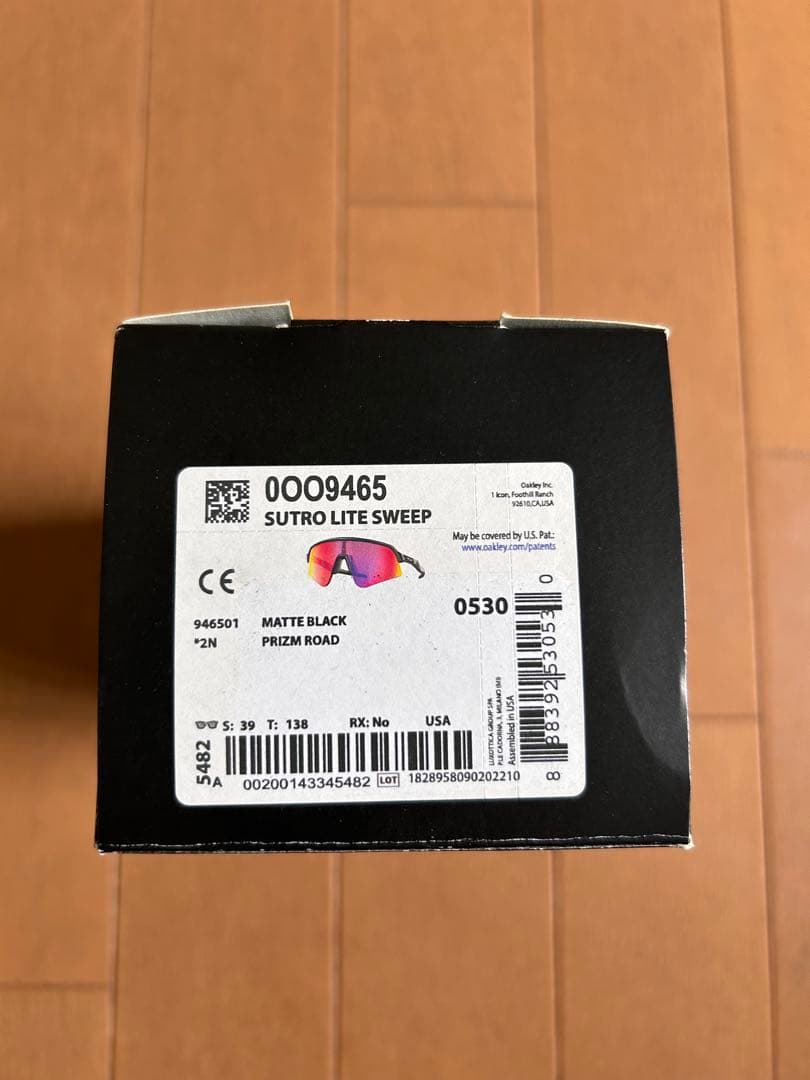 0OO9465
SUTRO LITE SWEEP
Oakley Inc.
1 Icon, Foothill Ranch
92610,CA,USA
May be covered by U.S. Pat.:
www.oakley.com/patents
CE
0530
946501 MATTE BLACK
*2N PRIZM ROAD
S: 39 T: 138 RX: No USA
5482
A
00200143345482 LOT 1828958090202210
LUXOTTICA GROUP SPA
P.LE CADORNA, 3, MILANO (MI)
Assembled in USA
8 88392 53053 0